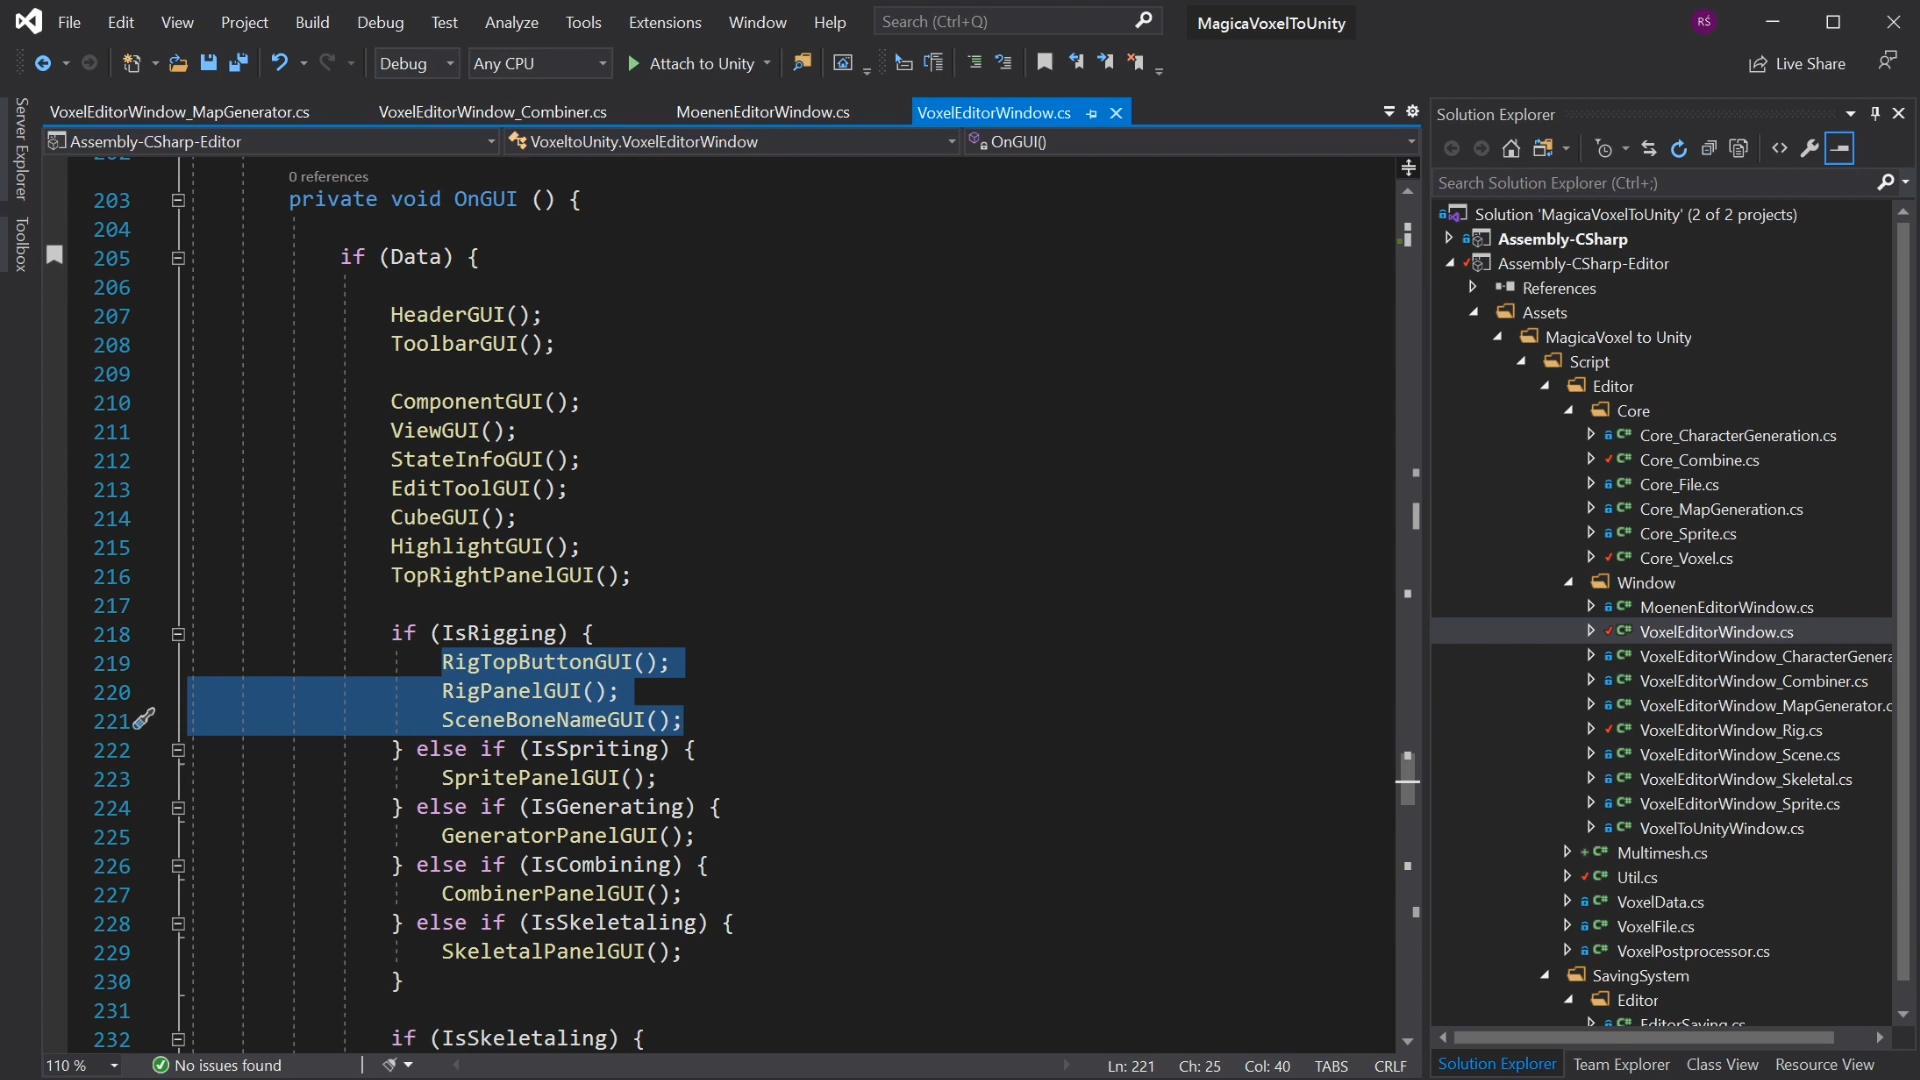 File Edit View Project Build Debug Test Analyze Tools Extensions Window Help Search (Ctrl+Q) MagicaVoxelToUnity RŚ
Debug Any CPU Attach to Unity Live Share
Server Explorer
Toolbox
VoxelEditorWindow_MapGenerator.cs VoxelEditorWindow_Combiner.cs MoenenEditorWindow.cs VoxelEditorWindow.cs
Assembly-CSharp-Editor VoxeltoUnity.VoxelEditorWindow OnGUI()
0 references
203 private void OnGUI () {
204
205 if (Data) {
206
207 HeaderGUI();
208 ToolbarGUI();
209
210 ComponentGUI();
211 ViewGUI();
212 StateInfoGUI();
213 EditToolGUI();
214 CubeGUI();
215 HighlightGUI();
216 TopRightPanelGUI();
217
218 if (IsRigging) {
219 RigTopButtonGUI();
220 RigPanelGUI();
221 SceneBoneNameGUI();
222 } else if (IsSpriting) {
223 SpritePanelGUI();
224 } else if (IsGenerating) {
225 GeneratorPanelGUI();
226 } else if (IsCombining) {
227 CombinerPanelGUI();
228 } else if (IsSkeletaling) {
229 SkeletalPanelGUI();
230 }
231
232 if (IsSkeletaling) {
110 % No issues found Ln: 221 Ch: 25 Col: 40 TABS CRLF
Solution Explorer
Search Solution Explorer (Ctrl+;)
Solution 'MagicaVoxelToUnity' (2 of 2 projects)
Assembly-CSharp
Assembly-CSharp-Editor
References
Assets
MagicaVoxel to Unity
Script
Editor
Core
C# Core_CharacterGeneration.cs
C# Core_Combine.cs
C# Core_File.cs
C# Core_MapGeneration.cs
C# Core_Sprite.cs
C# Core_Voxel.cs
Window
C# MoenenEditorWindow.cs
C# VoxelEditorWindow.cs
C# VoxelEditorWindow_CharacterGenera
C# VoxelEditorWindow_Combiner.cs
C# VoxelEditorWindow_MapGenerator.c
C# VoxelEditorWindow_Rig.cs
C# VoxelEditorWindow_Scene.cs
C# VoxelEditorWindow_Skeletal.cs
C# VoxelEditorWindow_Sprite.cs
C# VoxelToUnityWindow.cs
C# Multimesh.cs
C# Util.cs
C# VoxelData.cs
C# VoxelFile.cs
C# VoxelPostprocessor.cs
SavingSystem
Editor
C# EditorSaving.cs
Solution Explorer Team Explorer Class View Resource View